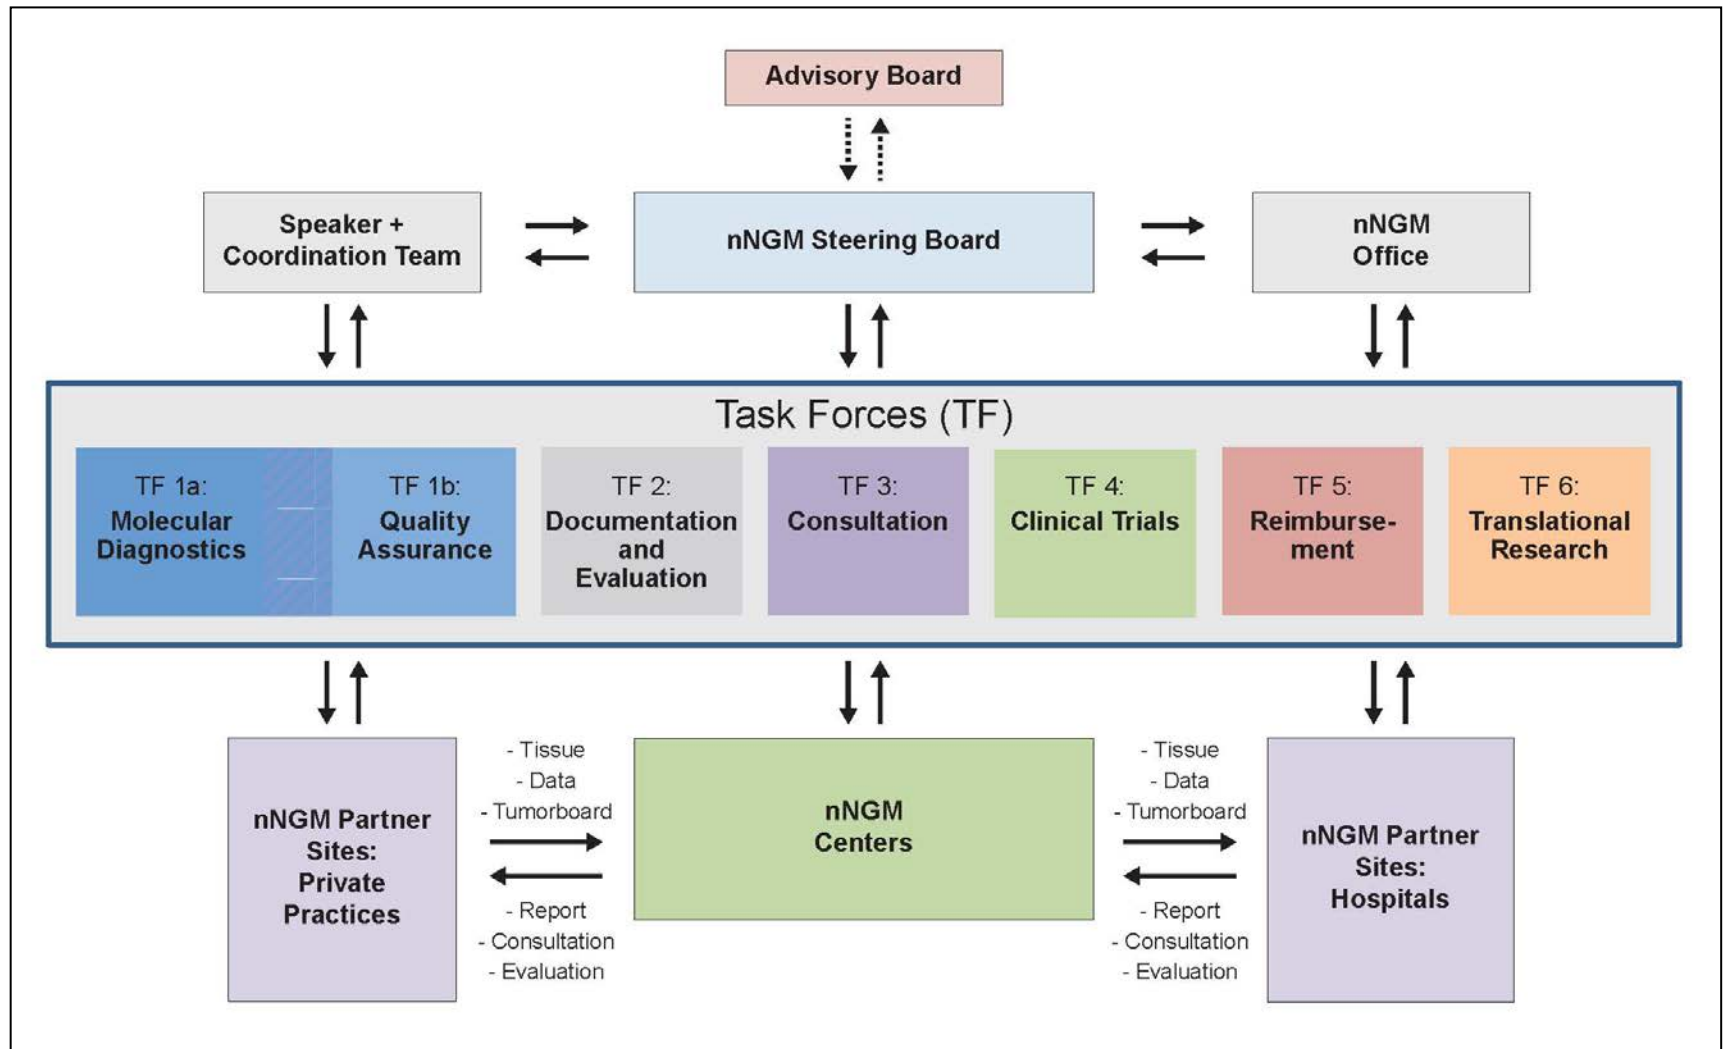 Advisory Board
Speaker +
Coordination Team
nNGM Steering Board
nNGM
Office
Task Forces (TF)
TF 1a:
Molecular
Diagnostics
TF 1b:
Quality
Assurance
TF 2:
Documentation
and
Evaluation
TF 3:
Consultation
TF 4:
Clinical Trials
TF 5:
Reimburse-
ment
TF 6:
Translational
Research
nNGM Partner
Sites:
Private
Practices
- Tissue
- Data
- Tumorboard
- Report
- Consultation
- Evaluation
nNGM
Centers
- Tissue
- Data
- Tumorboard
- Report
- Consultation
- Evaluation
nNGM Partner
Sites:
Hospitals